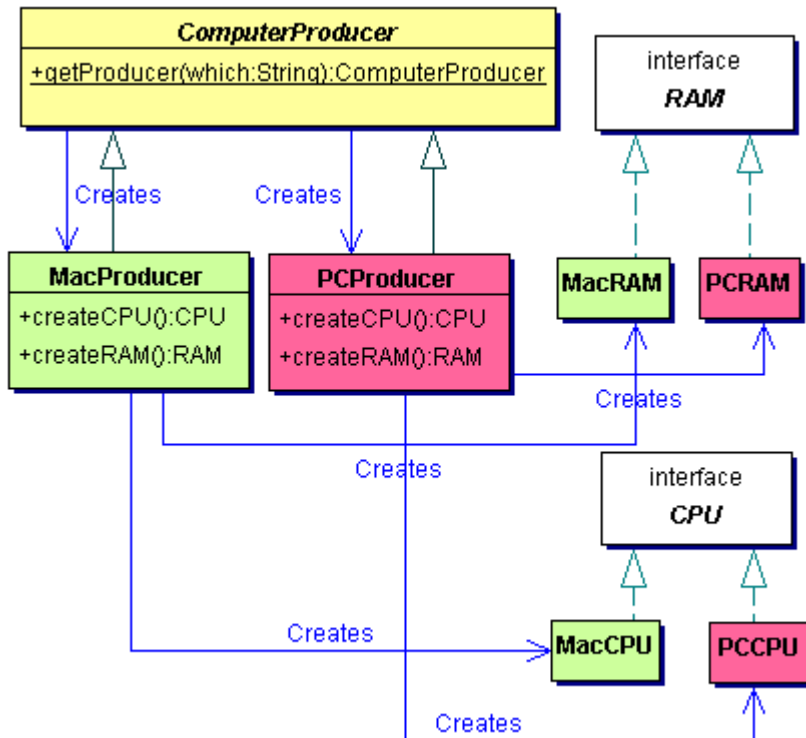 ComputerProducer
+getProducer(which:String):ComputerProducer
interface
RAM
Creates
Creates
MacProducer
+createCPU():CPU
+createRAM():RAM
PCProducer
+createCPU():CPU
+createRAM():RAM
MacRAM
PCRAM
Creates
Creates
interface
CPU
Creates
MacCPU
PCCPU
Creates